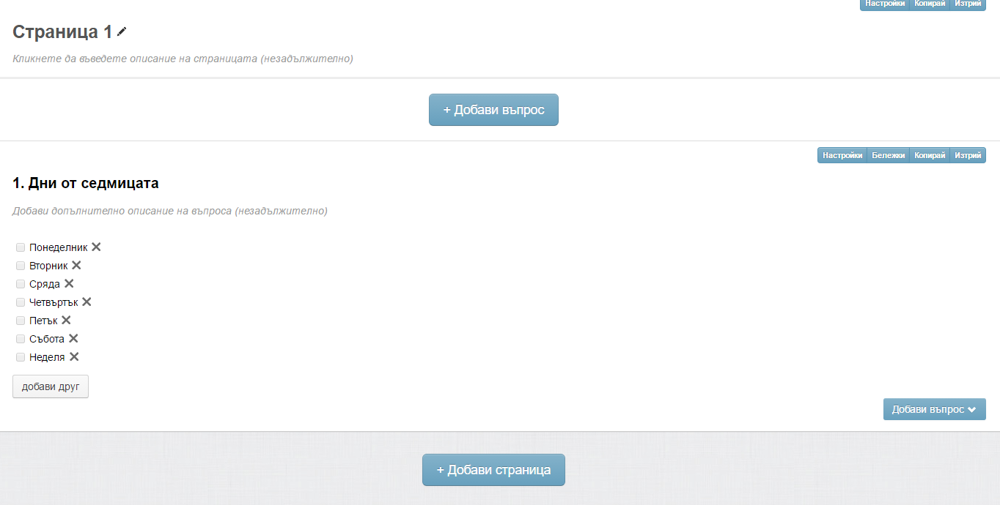 Настройки Копирай Изтрий
Страница 1
Кликнете да въведете описание на страницата (незадължително)
+ Добави въпрос
Настройки Бележки Копирай Изтрий
1. Дни от седмицата
Добави допълнително описание на въпроса (незадължително)
Понеделник
Вторник
Сряда
Четвъртък
Петък
Събота
Неделя
добави друг
Добави въпрос
+ Добави страница